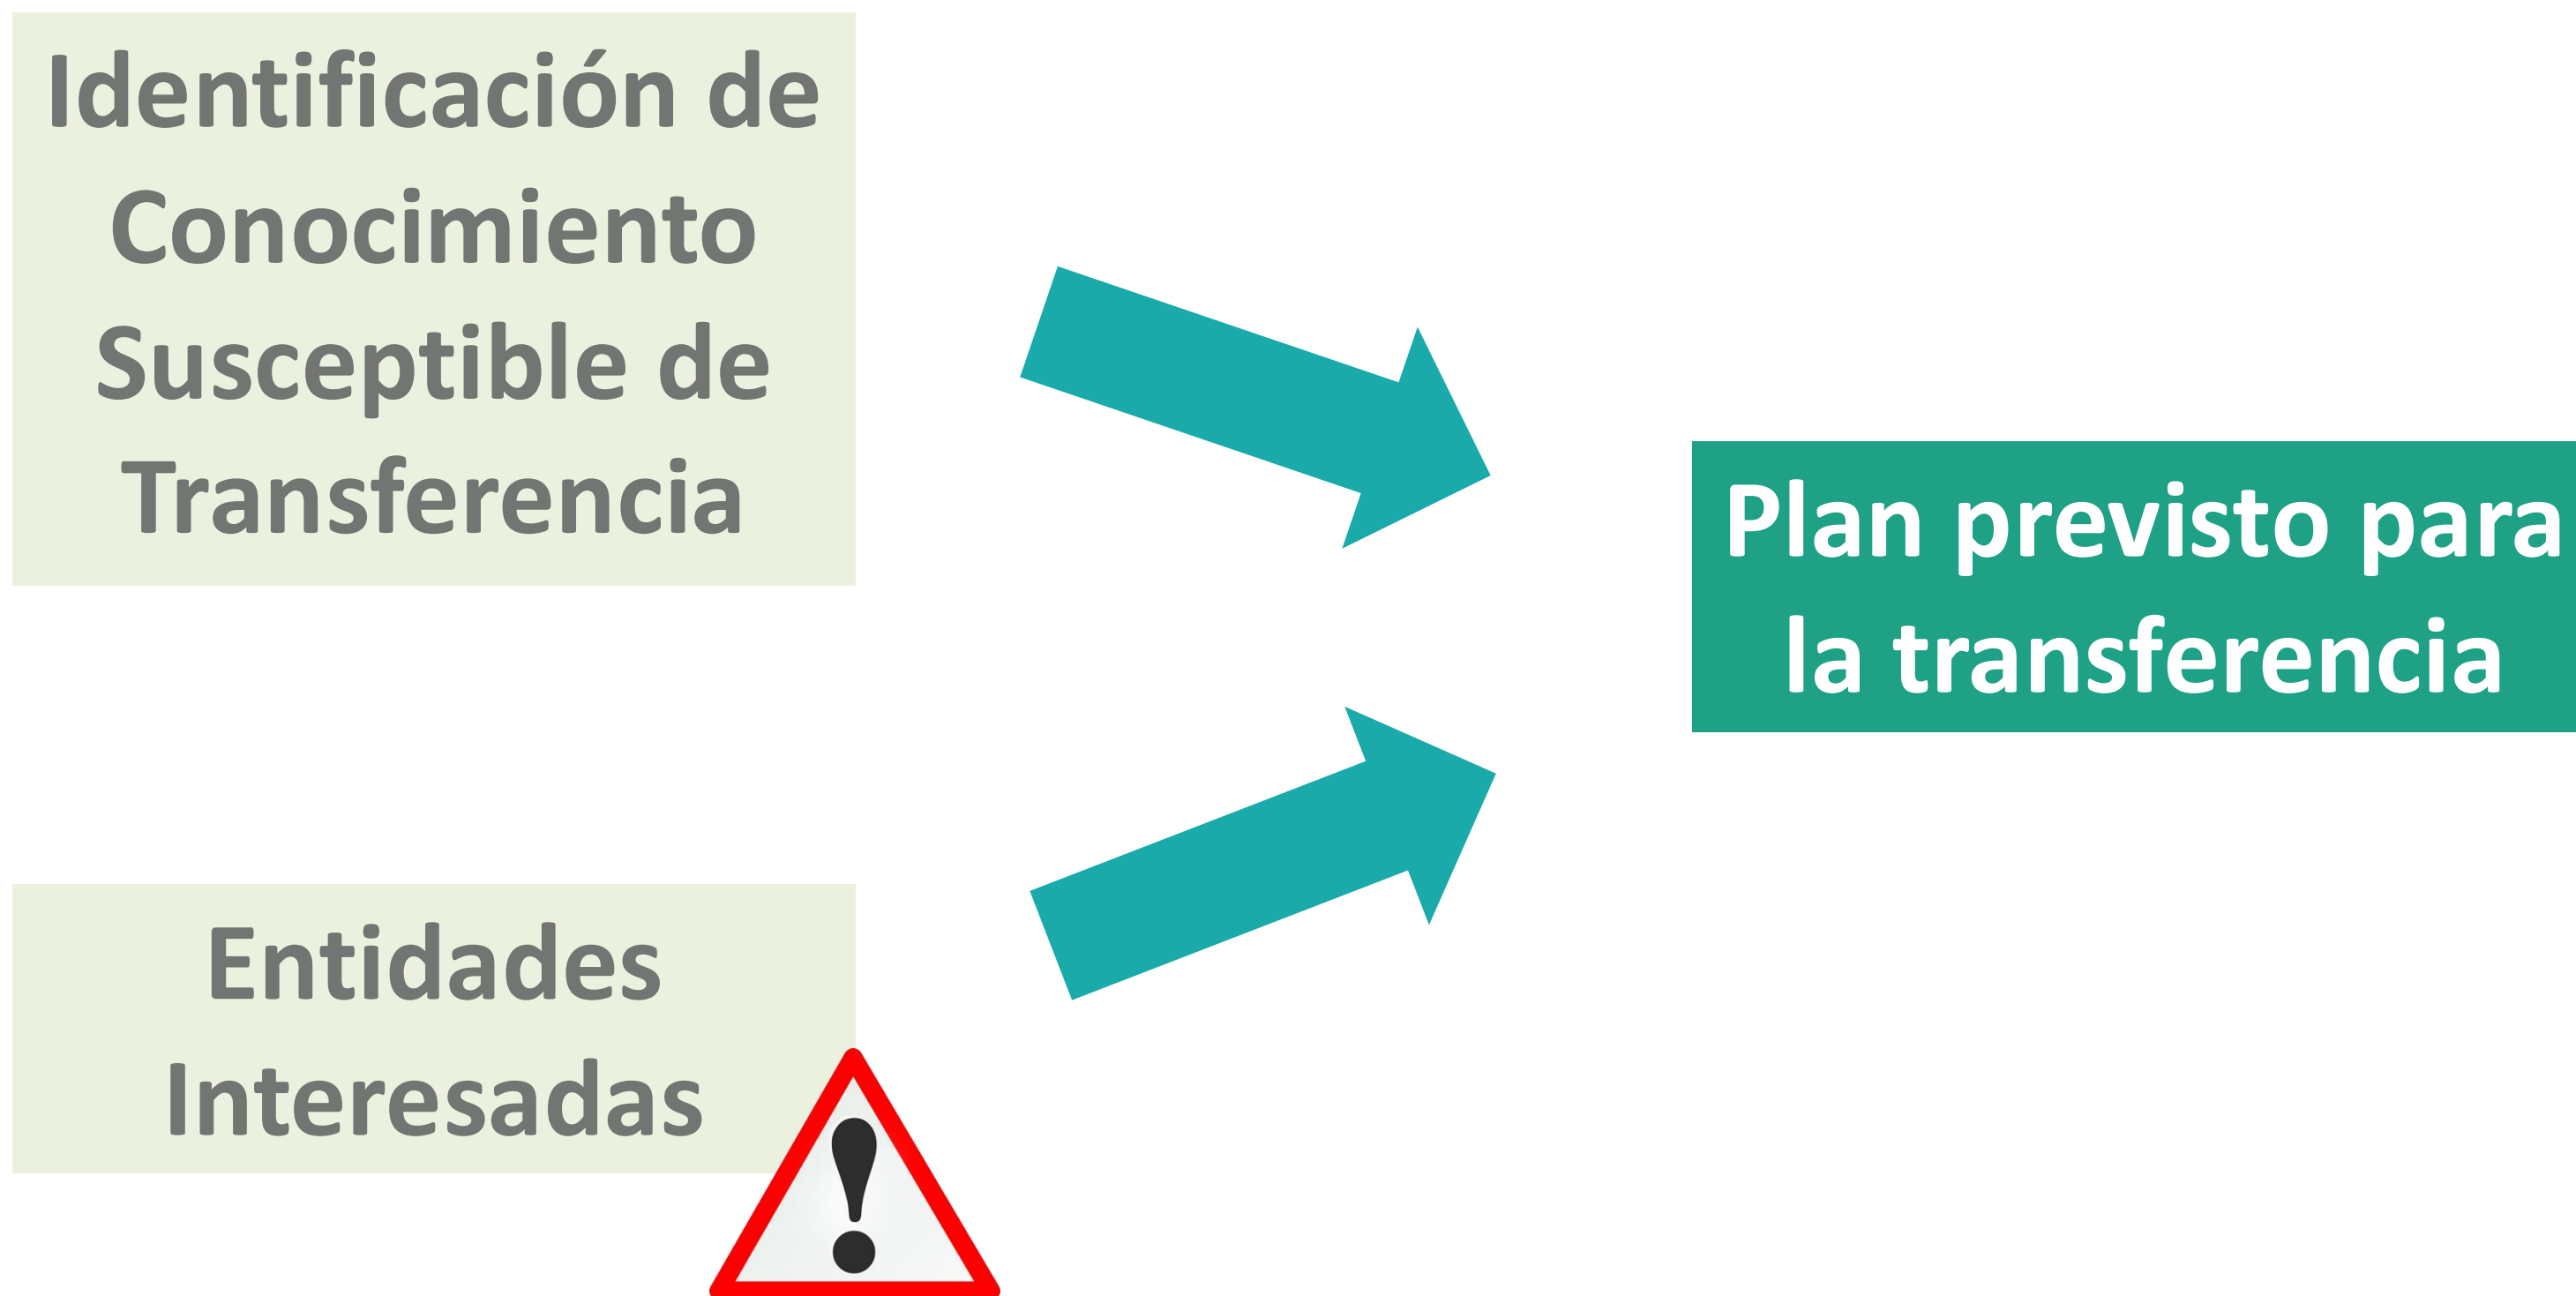 Identificación de
Conocimiento
Susceptible de
Transferencia
Plan previsto para
la transferencia
Entidades
Interesadas
!